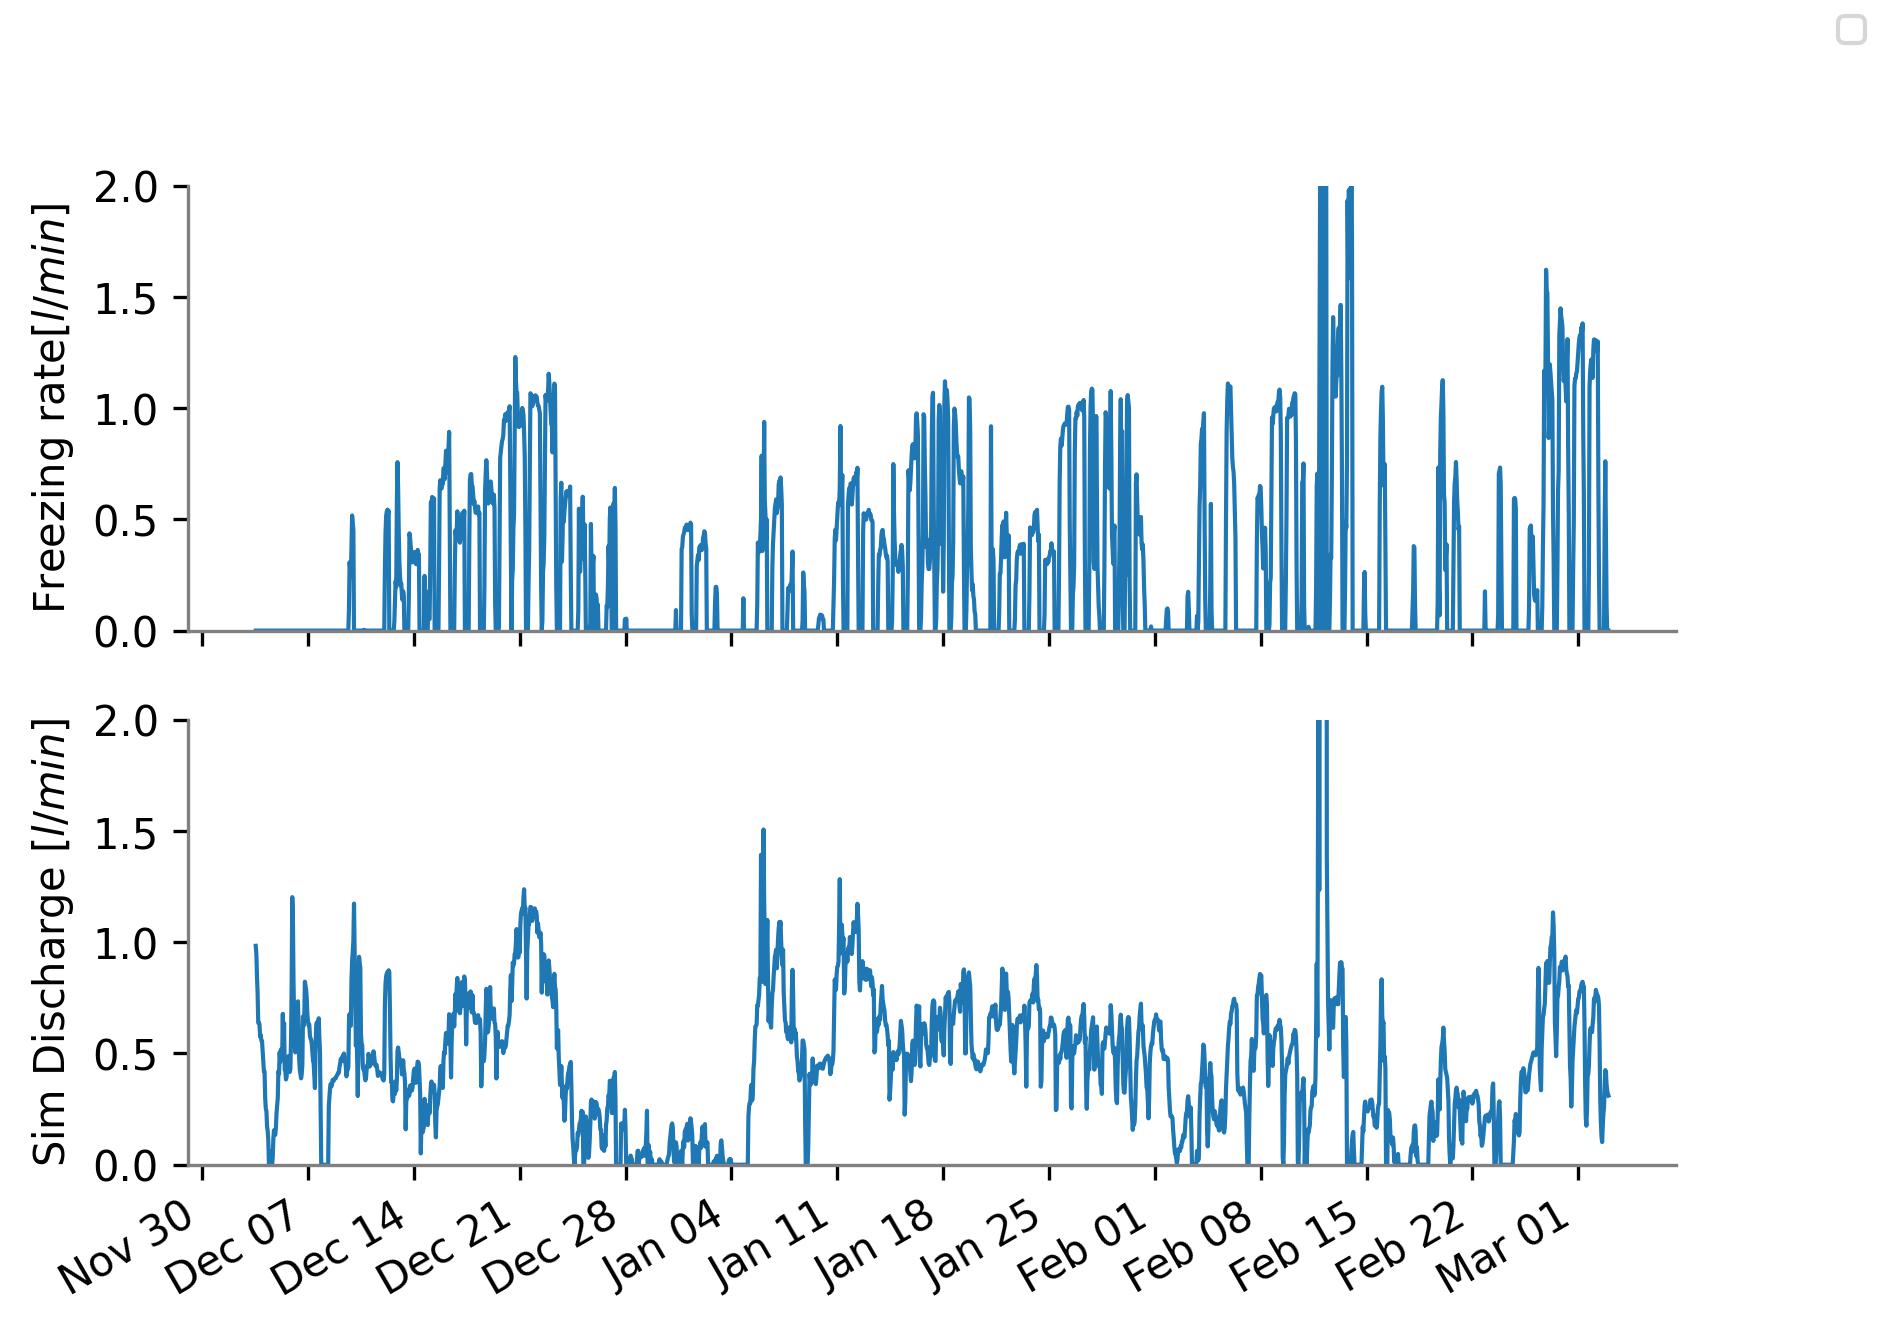 Freezing rate[l/min]
2.0
1.5
1.0
0.5
0.0
Sim Discharge [l/min]
2.0
1.5
1.0
0.5
0.0
Nov 30
Dec 07
Dec 14
Dec 21
Dec 28
Jan 04
Jan 11
Jan 18
Jan 25
Feb 01
Feb 08
Feb 15
Feb 22
Mar 01